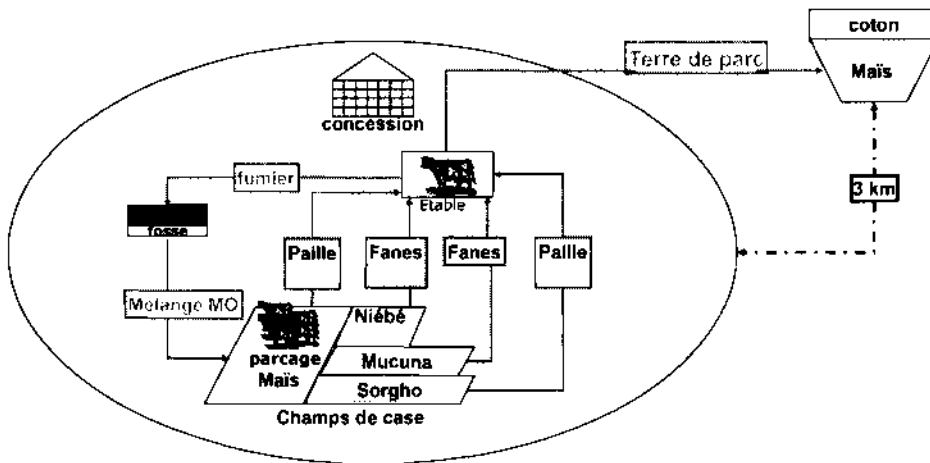 coton
Terre de parc
Maïs
concession
fumier
Etable
3 km
fosse
Paille
Fanes
Fanes
Paille
Mélange MO
Niébé
parcage
Maïs
Mucuna
Sorgho
Champs de case